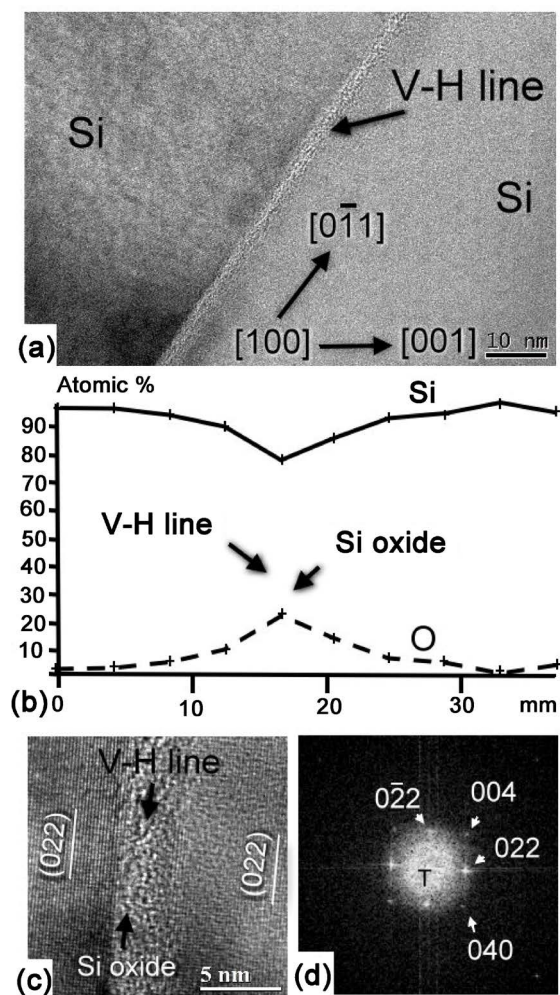 Si
V-H line
Si
[01̅1]
[100]
[001]
10 nm
(a)
Atomic %
Si
90
80
70
60
50
40
30
20
10
V-H line
Si oxide
O
(b)
0
10
20
30
mm
V-H line
(022)
(022)
Si oxide
5 nm
(c)
02̅2
004
022
T
040
(d)